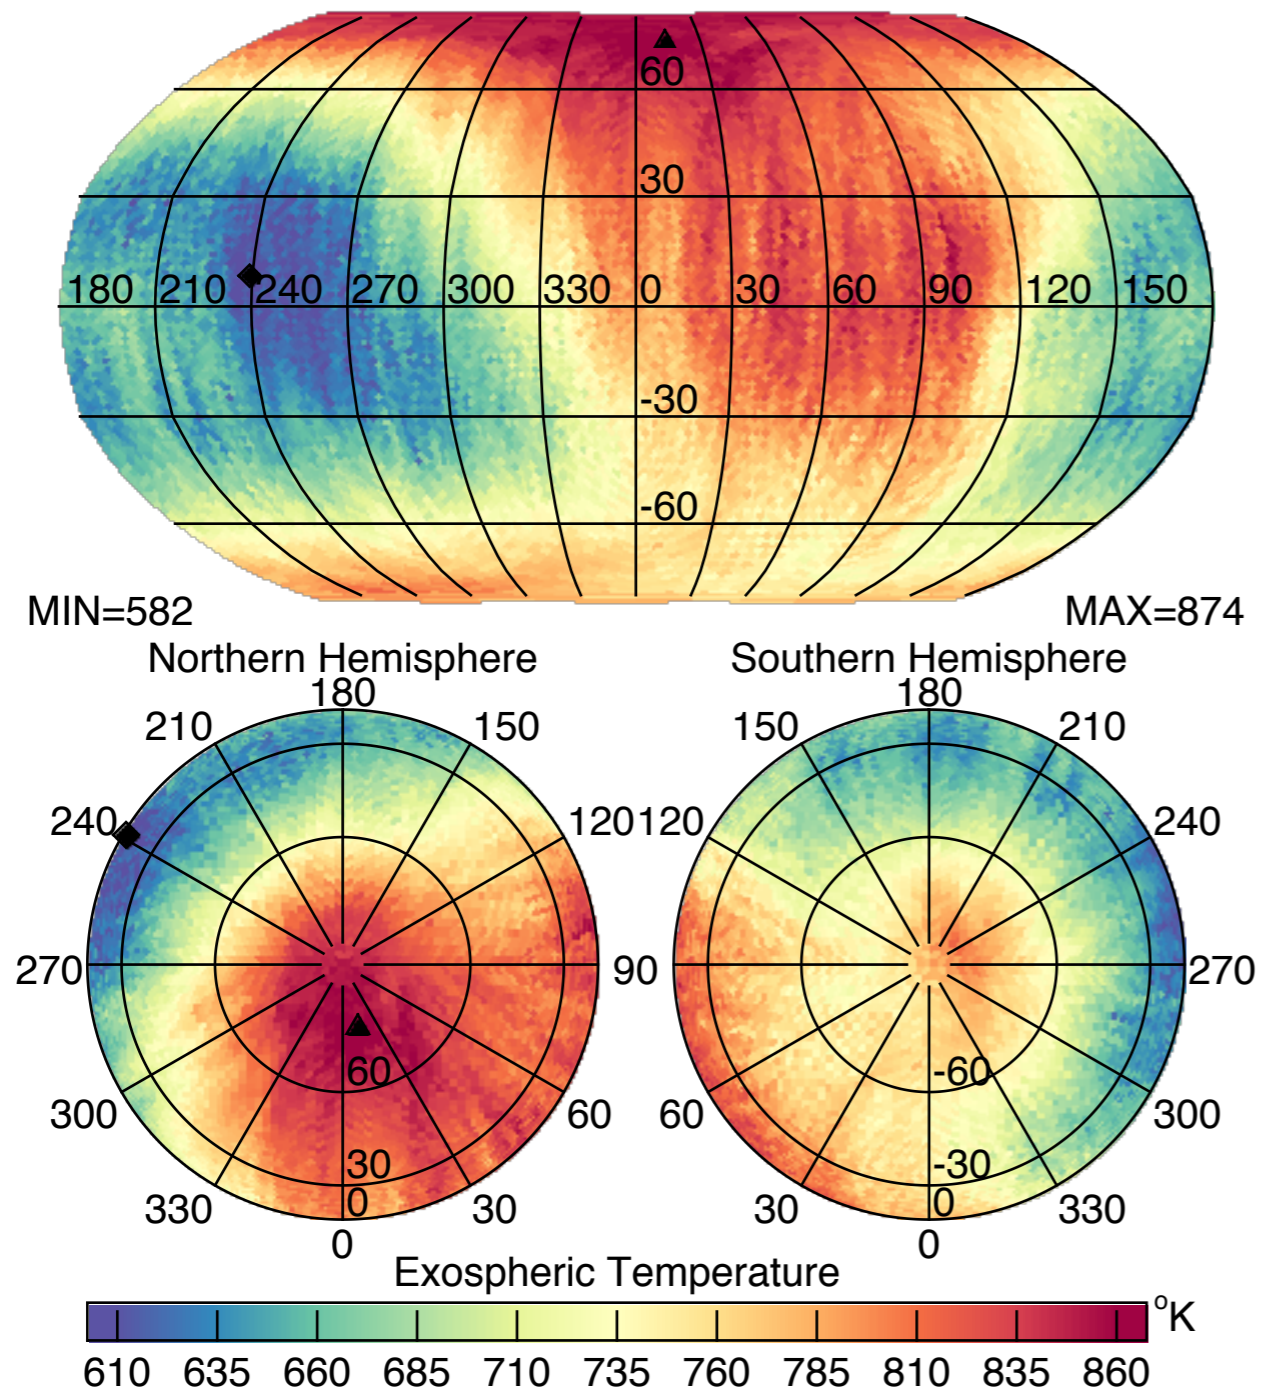 60
30
180 210 240 270 300 330 0 30 60 90 120 150
-30
-60
MIN=582 MAX=874
Northern Hemisphere Southern Hemisphere
180 180
210 150 150 210
240 120 120 240
270 90 270
60 -60
300 60 60 300
30 -30
0 0
330 30 30 330
0 0
Exospheric Temperature
°K
610 635 660 685 710 735 760 785 810 835 860